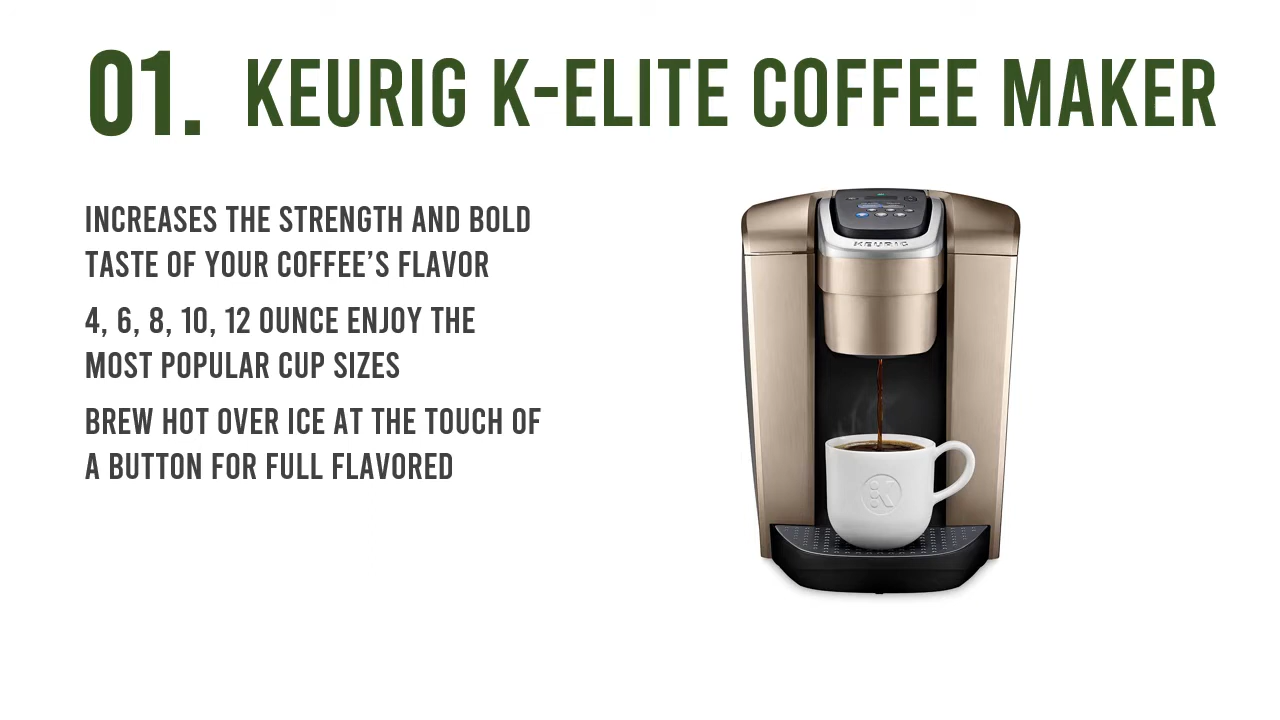 01. KEURIG K-ELITE COFFEE MAKER
INCREASES THE STRENGTH AND BOLD
TASTE OF YOUR COFFEE'S FLAVOR
4, 6, 8, 10, 12 OUNCE ENJOY THE
MOST POPULAR CUP SIZES
BREW HOT OVER ICE AT THE TOUCH OF
A BUTTON FOR FULL FLAVORED
KEURIG
K